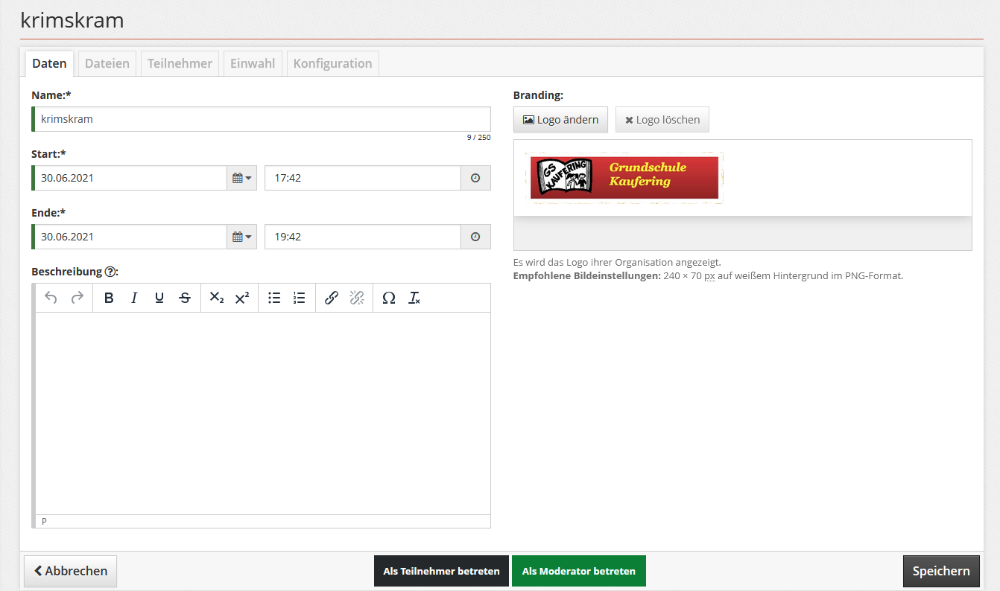 krimskram
Daten Dateien Teilnehmer Einwahl Konfiguration
Name:*
krimskram
9 / 250
Start:*
30.06.2021 17:42
Ende:*
30.06.2021 19:42
Beschreibung ?:
B I U S X₂ X² Ω Tx
p
Branding:
Logo ändern Logo löschen
GS KAUFERING
Grundschule
Kaufering
Es wird das Logo ihrer Organisation angezeigt.
Empfohlene Bildeinstellungen: 240 × 70 px auf weißem Hintergrund im PNG-Format.
Abbrechen Als Teilnehmer betreten Als Moderator betreten Speichern